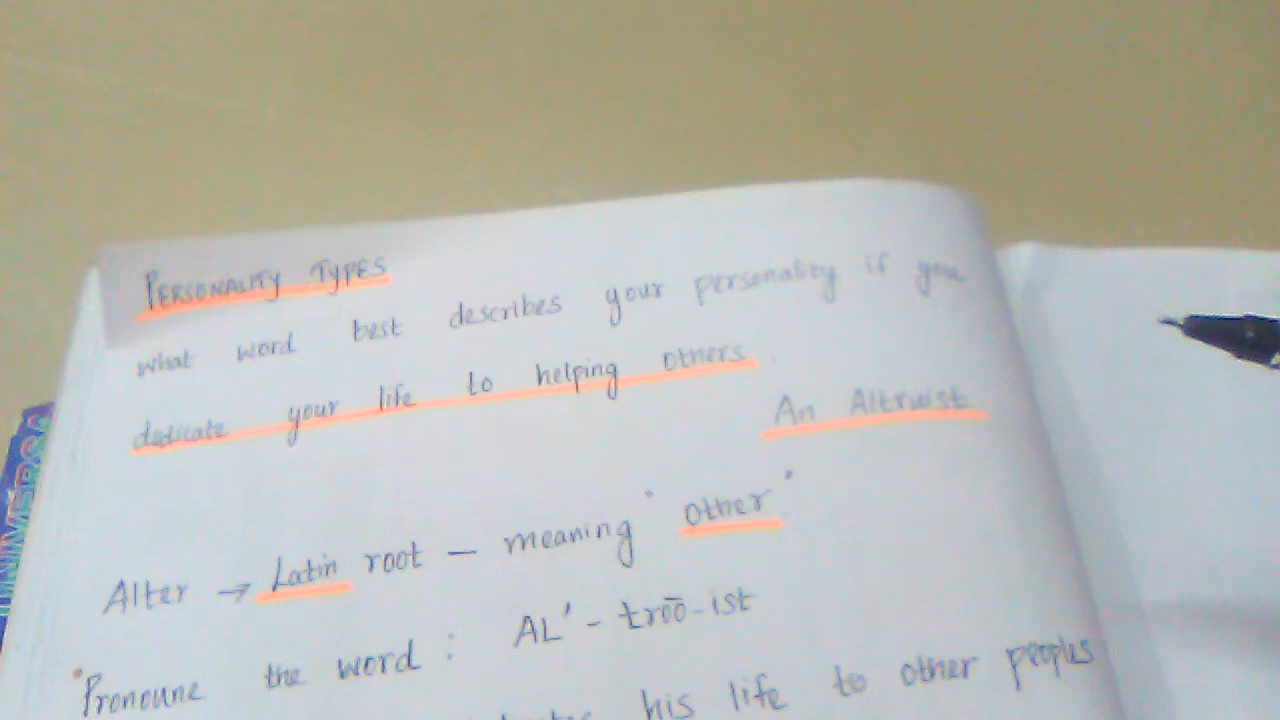 PERSONALITY TYPES
what word best describes your personality if you
dedicate your life to helping others.
An Altruist
Alter → Latin root — meaning "other"
Pronoune the word : AL' - trōō-ist
his life to other peoples